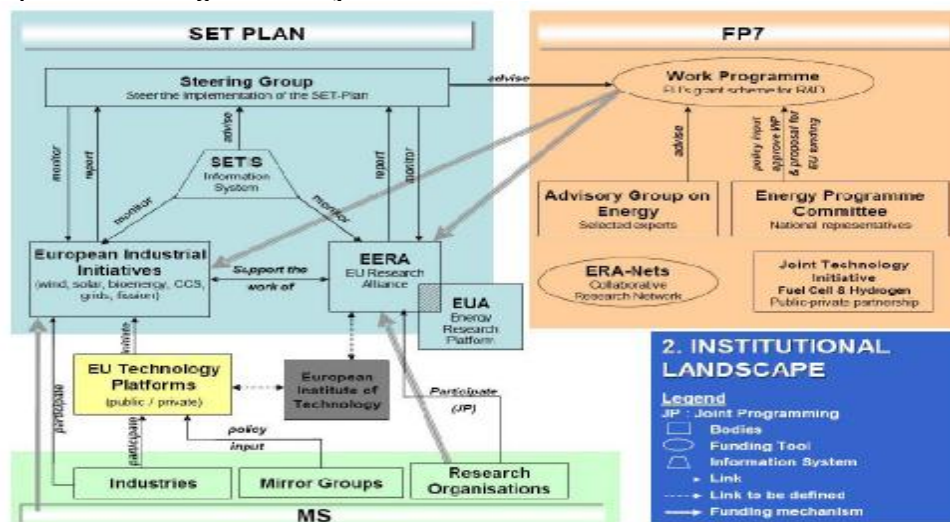 SET PLAN
Steering Group
Steer the implementation of the SET-Plan
monitor
report
advise
report
monitor
SETIS
Information
System
monitor
monitor
European Industrial
Initiatives
(wind, solar, bioenergy, CCS,
grids, fission)
Support the
work of
EERA
EU Research
Alliance
EUA
Energy
Research
Platform
advise
FP7
Work Programme
EU's grant scheme for R&D
advise
policy input
approve WP
& proposal for
EU funding
Advisory Group on
Energy
Selected experts
Energy Programme
Committee
National representatives
ERA-Nets
Collaborative
Research Network
Joint Technology
Initiative
Fuel Cell & Hydrogen
Public-private partnership
initiate
EU Technology
Platforms
(public / private)
European
Institute of
Technology
Participate
(JP)
participate
participate
policy
input
Industries
Mirror Groups
Research
Organisations
MS
2. INSTITUTIONAL
LANDSCAPE
Legend
JP : Joint Programming
Bodies
Funding Tool
Information System
Link
Link to be defined
Funding mechanism